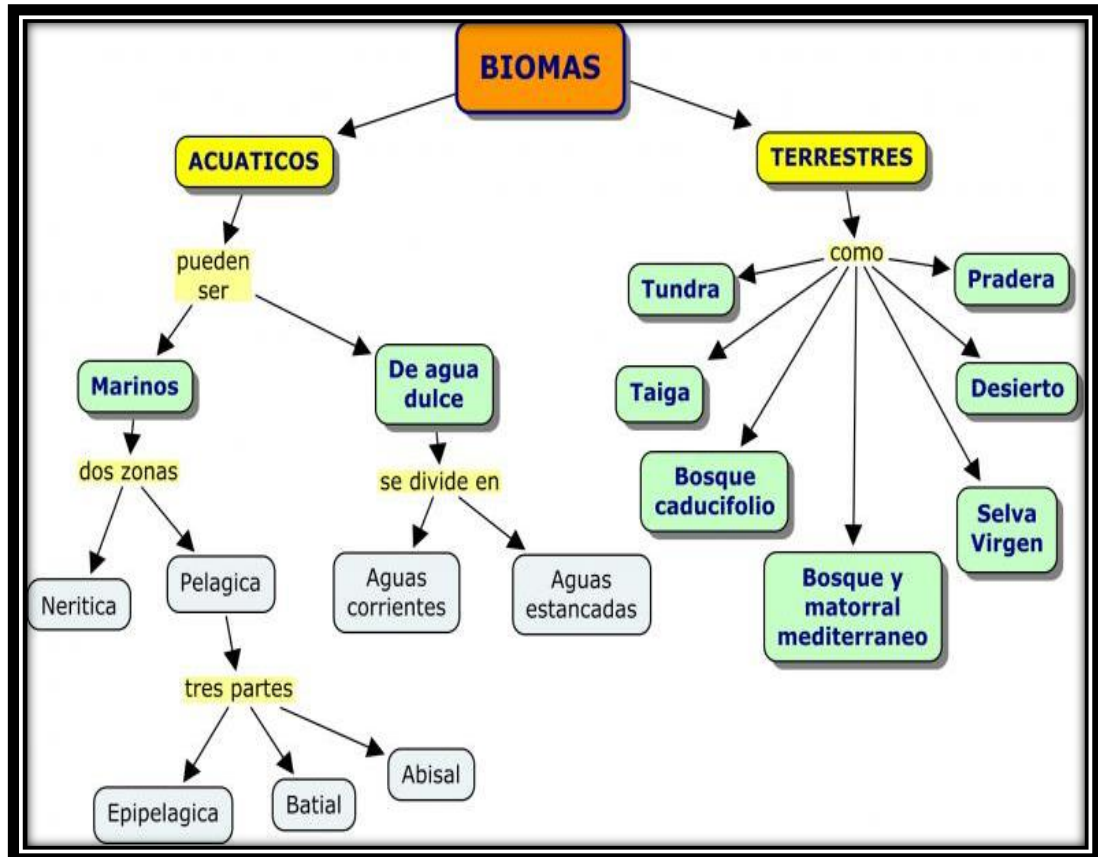 BIOMAS
ACUATICOS
TERRESTRES
pueden
ser
como
Tundra
Pradera
Marinos
De agua
dulce
Taiga
Desierto
dos zonas
se divide en
Bosque
caducifolio
Selva
Virgen
Neritica
Pelagica
Aguas
corrientes
Aguas
estancadas
Bosque y
matorral
mediterraneo
tres partes
Epipelagica
Batial
Abisal